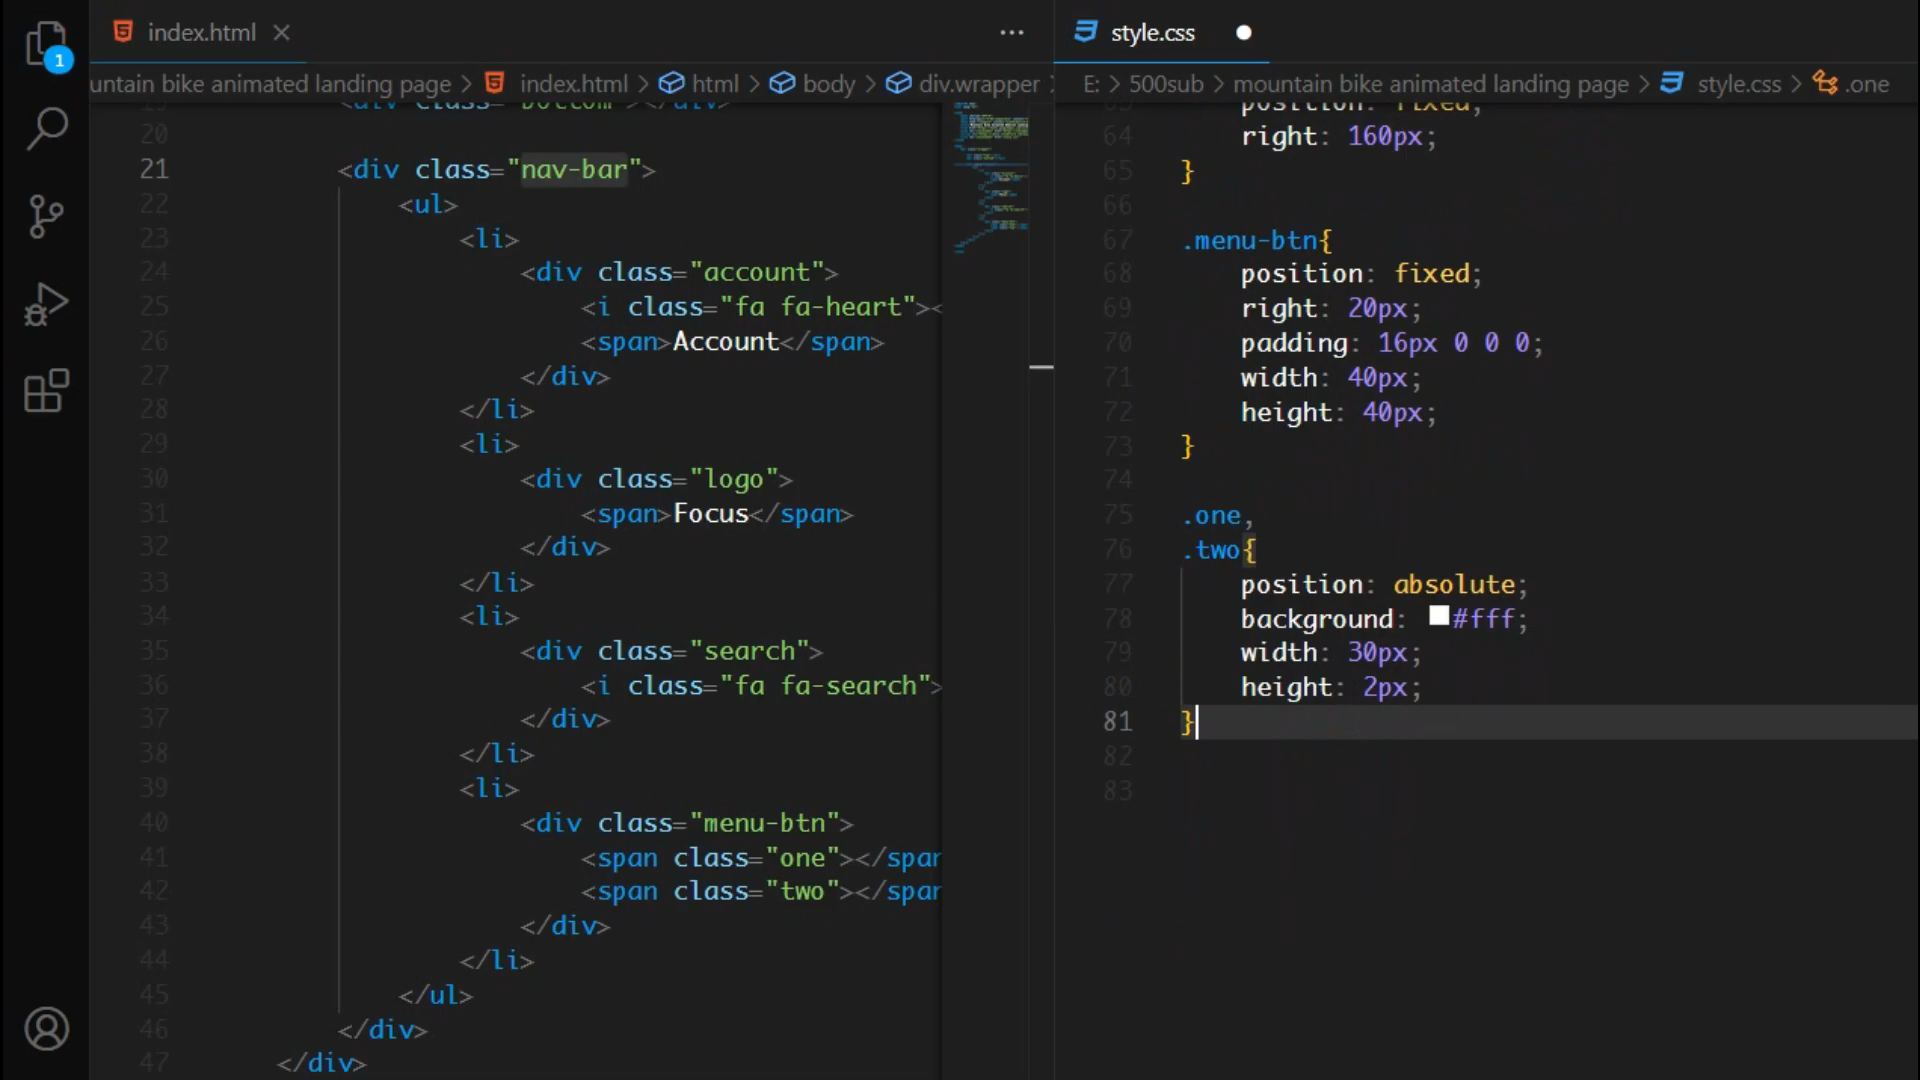 index.html
style.css
1
untain bike animated landing page > index.html > html > body > div.wrapper
E: > 500sub > mountain bike animated landing page > style.css > .one
<div class="bottom"></div>
20
21 <div class="nav-bar">
22 <ul>
23 <li>
24 <div class="account">
25 <i class="fa fa-heart"><
26 <span>Account</span>
27 </div>
28 </li>
29 <li>
30 <div class="logo">
31 <span>Focus</span>
32 </div>
33 </li>
34 <li>
35 <div class="search">
36 <i class="fa fa-search">
37 </div>
38 </li>
39 <li>
40 <div class="menu-btn">
41 <span class="one"></span
42 <span class="two"></span
43 </div>
44 </li>
45 </ul>
46 </div>
47 </div>
position: fixed;
64 right: 160px;
65 }
66
67 .menu-btn{
68 position: fixed;
69 right: 20px;
70 padding: 16px 0 0 0;
71 width: 40px;
72 height: 40px;
73 }
74
75 .one,
76 .two{
77 position: absolute;
78 background: #fff;
79 width: 30px;
80 height: 2px;
81 }
82
83